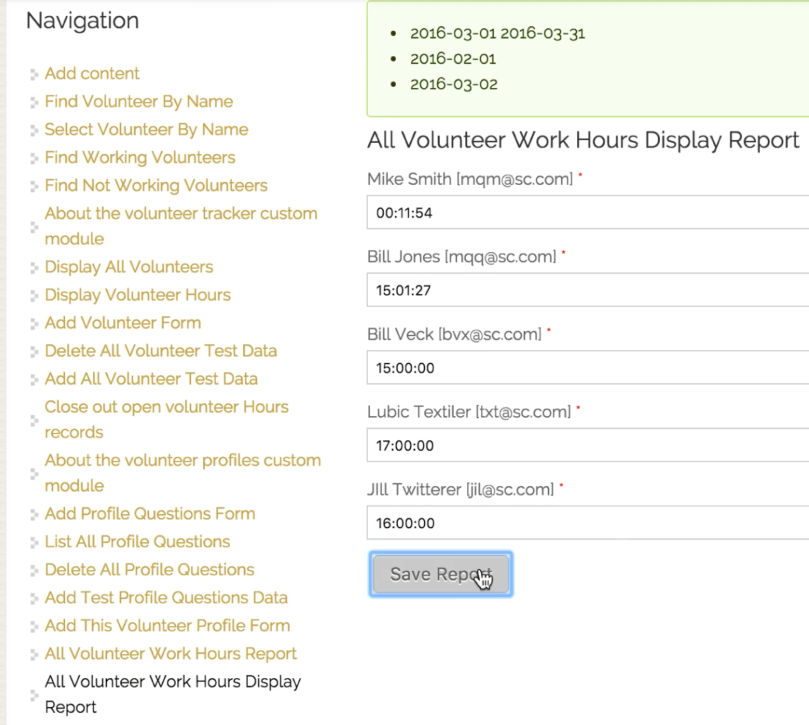 Navigation
Add content
Find Volunteer By Name
Select Volunteer By Name
Find Working Volunteers
Find Not Working Volunteers
About the volunteer tracker custom
module
Display All Volunteers
Display Volunteer Hours
Add Volunteer Form
Delete All Volunteer Test Data
Add All Volunteer Test Data
Close out open volunteer Hours
records
About the volunteer profiles custom
module
Add Profile Questions Form
List All Profile Questions
Delete All Profile Questions
Add Test Profile Questions Data
Add This Volunteer Profile Form
All Volunteer Work Hours Report
All Volunteer Work Hours Display
Report
2016-03-01 2016-03-31
2016-02-01
2016-03-02
All Volunteer Work Hours Display Report
Mike Smith [mqm@sc.com] *
00:11:54
Bill Jones [mqq@sc.com] *
15:01:27
Bill Veck [bvx@sc.com] *
15:00:00
Lubic Textiler [txt@sc.com] *
17:00:00
JIll Twitterer [jil@sc.com] *
16:00:00
Save Report